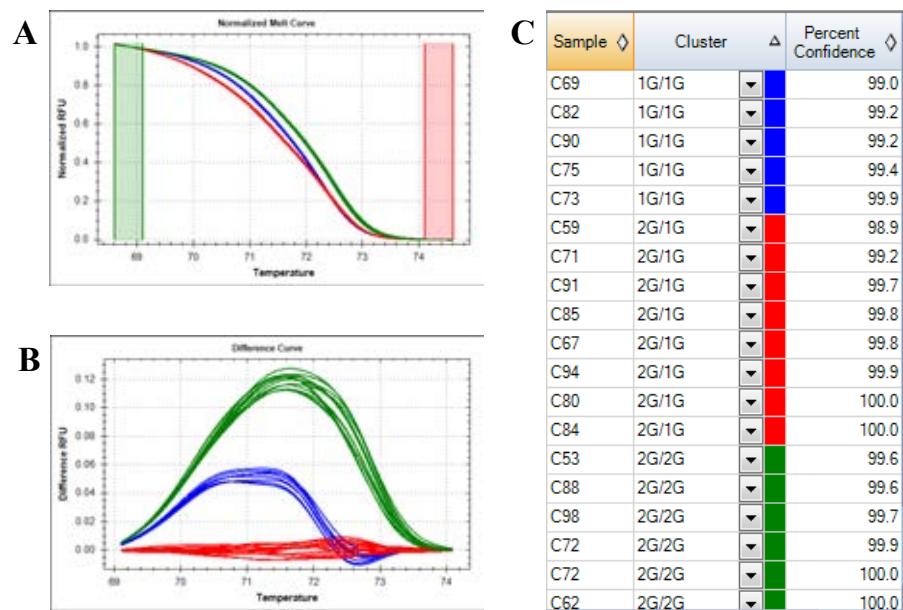 A
Normalized Melt Curve
Normalized RFU
1.0
0.8
0.6
0.4
0.2
0.0
69 70 71 72 73 74
Temperature
B
Difference Curve
Difference RFU
0.12
0.10
0.08
0.06
0.04
0.02
0.00
69 70 71 72 73 74
Temperature
C
Sample Cluster Percent Confidence
C69 1G/1G 99.0
C82 1G/1G 99.2
C90 1G/1G 99.2
C75 1G/1G 99.4
C73 1G/1G 99.9
C59 2G/1G 98.9
C71 2G/1G 99.2
C91 2G/1G 99.7
C85 2G/1G 99.8
C67 2G/1G 99.8
C94 2G/1G 99.9
C80 2G/1G 100.0
C84 2G/1G 100.0
C53 2G/2G 99.6
C88 2G/2G 99.6
C98 2G/2G 99.7
C72 2G/2G 99.9
C72 2G/2G 100.0
C62 2G/2G 100.0